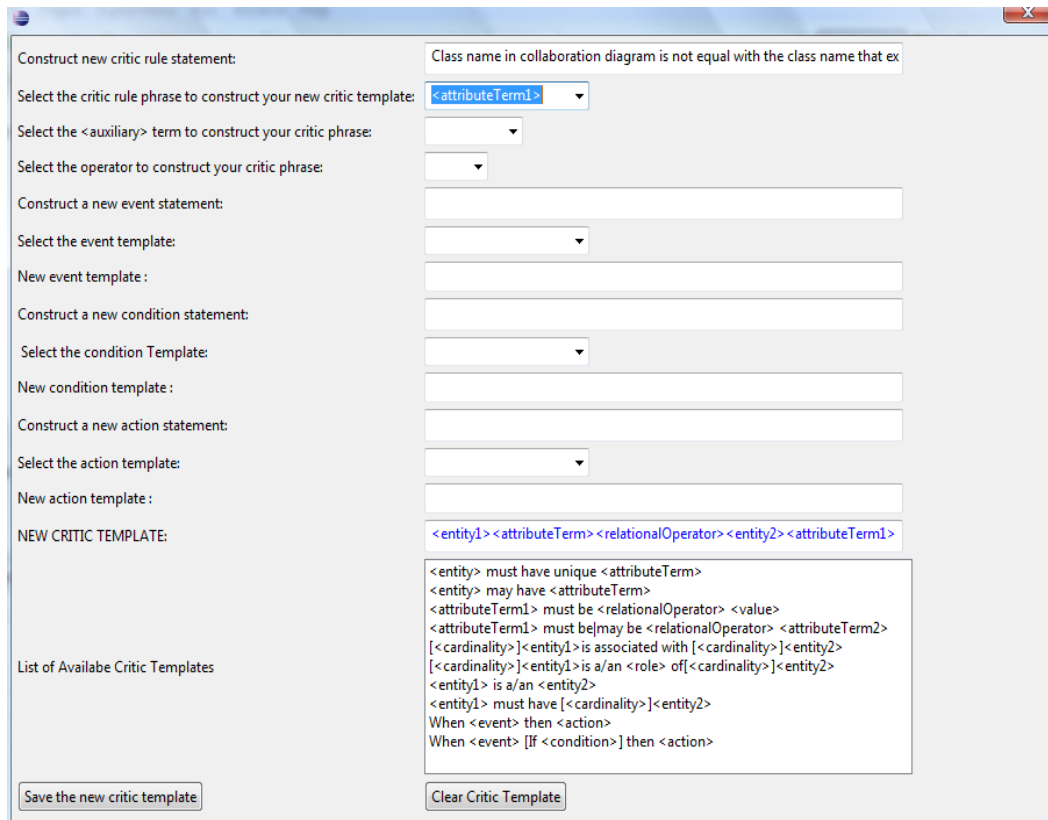 X
Construct new critic rule statement: Class name in collaboration diagram is not equal with the class name that ex
Select the critic rule phrase to construct your new critic template: <attributeTerm1>
Select the <auxiliary> term to construct your critic phrase:
Select the operator to construct your critic phrase:
Construct a new event statement:
Select the event template:
New event template :
Construct a new condition statement:
Select the condition Template:
New condition template :
Construct a new action statement:
Select the action template:
New action template :
NEW CRITIC TEMPLATE: <entity1><attributeTerm><relationalOperator><entity2><attributeTerm1>
<entity> must have unique <attributeTerm>
<entity> may have <attributeTerm>
<attributeTerm1> must be <relationalOperator> <value>
<attributeTerm1> must be|may be <relationalOperator> <attributeTerm2>
[<cardinality>]<entity1>is associated with [<cardinality>]<entity2>
[<cardinality>]<entity1>is a/an <role> of[<cardinality>]<entity2>
List of Availabe Critic Templates
<entity1> is a/an <entity2>
<entity1> must have [<cardinality>]<entity2>
When <event> then <action>
When <event> [If <condition>] then <action>
Save the new critic template
Clear Critic Template